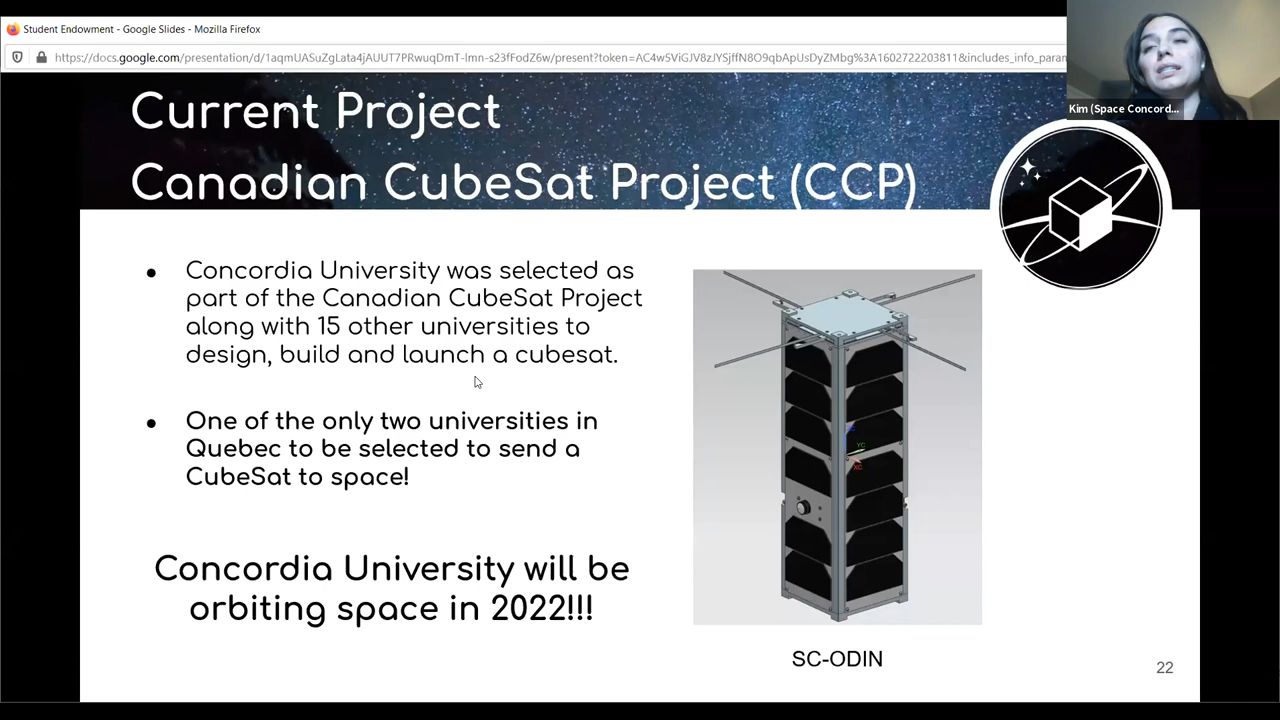 Student Endowment - Google Slides - Mozilla Firefox
https://docs.google.com/presentation/d/1aqmUASuZgLata4jAUUT7PRwuqDmT-lmn-s23fFodZ6w/present?token=AC4w5ViGJV8zJYSjffN8O9qbApUsDyZMbg%3A1602722203811&includes_info_param
Kim (Space Concord...
Current Project
Canadian CubeSat Project (CCP)
● Concordia University was selected as
part of the Canadian CubeSat Project
along with 15 other universities to
design, build and launch a cubesat.
● One of the only two universities in
Quebec to be selected to send a
CubeSat to space!
Concordia University will be
orbiting space in 2022!!!
YC
XC
SC-ODIN
22